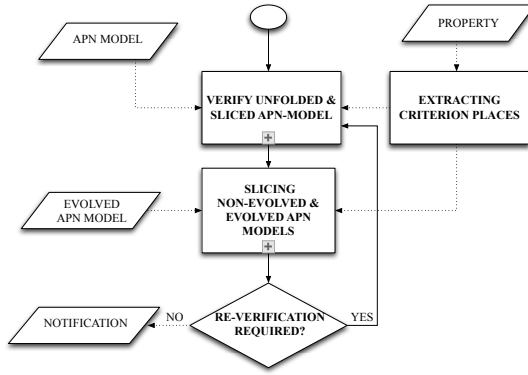 APN MODEL
PROPERTY
VERIFY UNFOLDED &
SLICED APN-MODEL
EXTRACTING
CRITERION PLACES
SLICING
NON-EVOLVED &
EVOLVED APN
MODELS
EVOLVED
APN MODEL
RE-VERIFICATION
REQUIRED?
NO
YES
NOTIFICATION